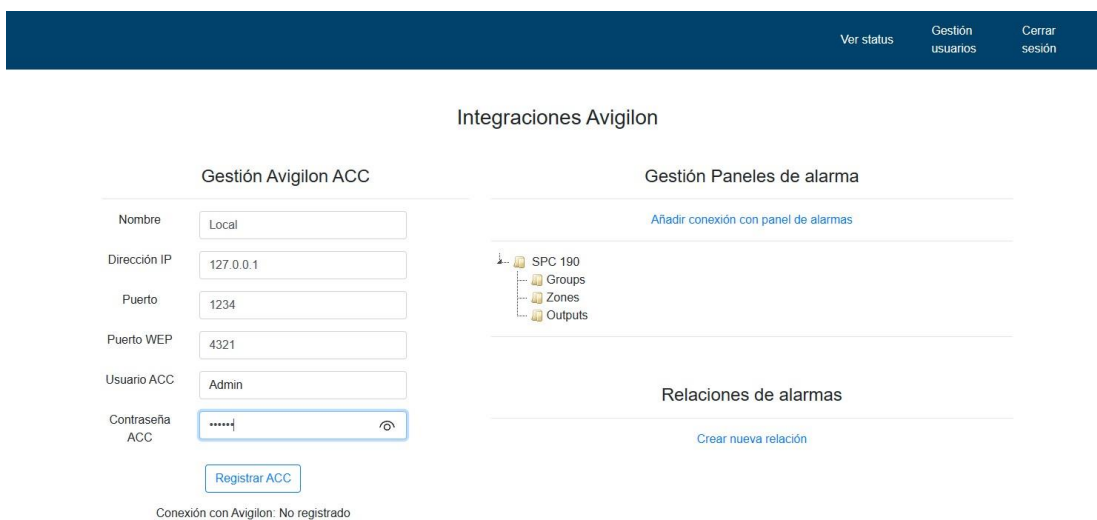 Ver status
Gestión
usuarios
Cerrar
sesión
Integraciones Avigilon
Gestión Avigilon ACC
Nombre
Local
Dirección IP
127.0.0.1
Puerto
1234
Puerto WEP
4321
Usuario ACC
Admin
Contraseña
ACC
••••••
Registrar ACC
Conexión con Avigilon: No registrado
Gestión Paneles de alarma
Añadir conexión con panel de alarmas
SPC 190
Groups
Zones
Outputs
Relaciones de alarmas
Crear nueva relación